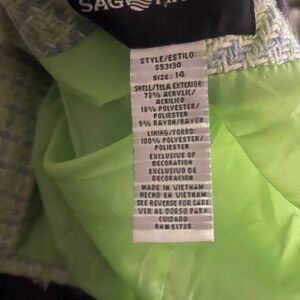 SAG
STYLE/ESTILO:
SS3130
SIZE: 14
SHELL/TELA EXTERIOR:
73% ACRYLIC/
ACRILICO
18% POLYESTER/
POLIESTER
9% RAYON/RAYON
LINING/FORRO:
100% POLYESTER/
POLIESTER
EXCLUSIVE OF
DECORATION
EXCLUSIVO DE
DECORACION
MADE IN VIETNAM
HECHO EN VIETNAM
SEE REVERSE FOR CARE
VER AL DORSO PARA
CUIDADO
RN# 51735